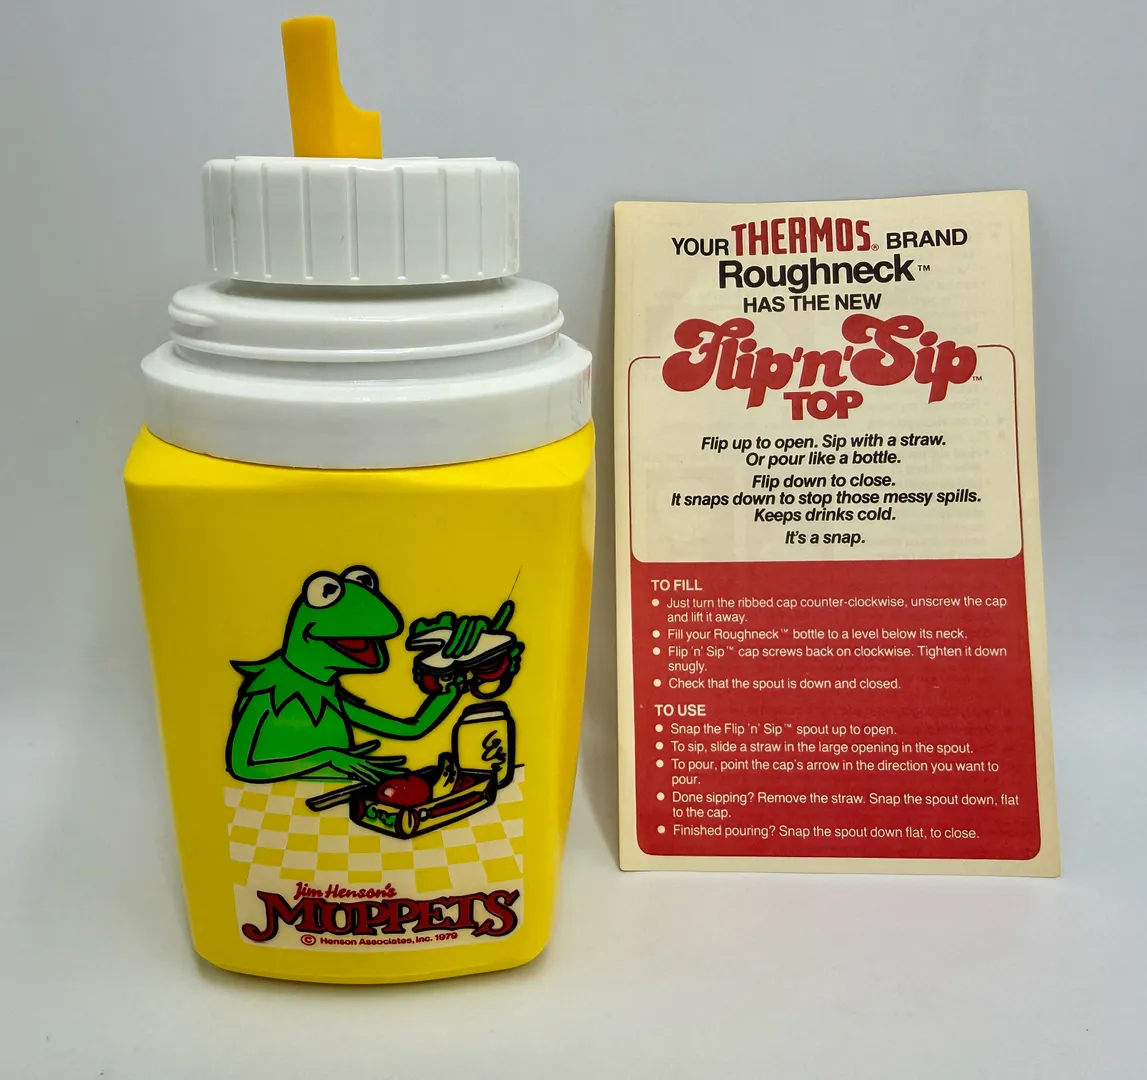 YOUR THERMOS® BRAND
Roughneck™
HAS THE NEW
Flip'n'Sip™
TOP
Flip up to open. Sip with a straw.
Or pour like a bottle.
Flip down to close.
It snaps down to stop those messy spills.
Keeps drinks cold.
It's a snap.
TO FILL
● Just turn the ribbed cap counter-clockwise, unscrew the cap
and lift it away.
● Fill your Roughneck™ bottle to a level below its neck.
● Flip 'n' Sip™ cap screws back on clockwise. Tighten it down
snugly.
● Check that the spout is down and closed.
TO USE
● Snap the Flip 'n' Sip™ spout up to open.
● To sip, slide a straw in the large opening in the spout.
● To pour, point the cap's arrow in the direction you want to
pour.
● Done sipping? Remove the straw. Snap the spout down, flat
to the cap.
● Finished pouring? Snap the spout down flat, to close.
Jim Henson's
MUPPETS
© Henson Associates, Inc. 1979